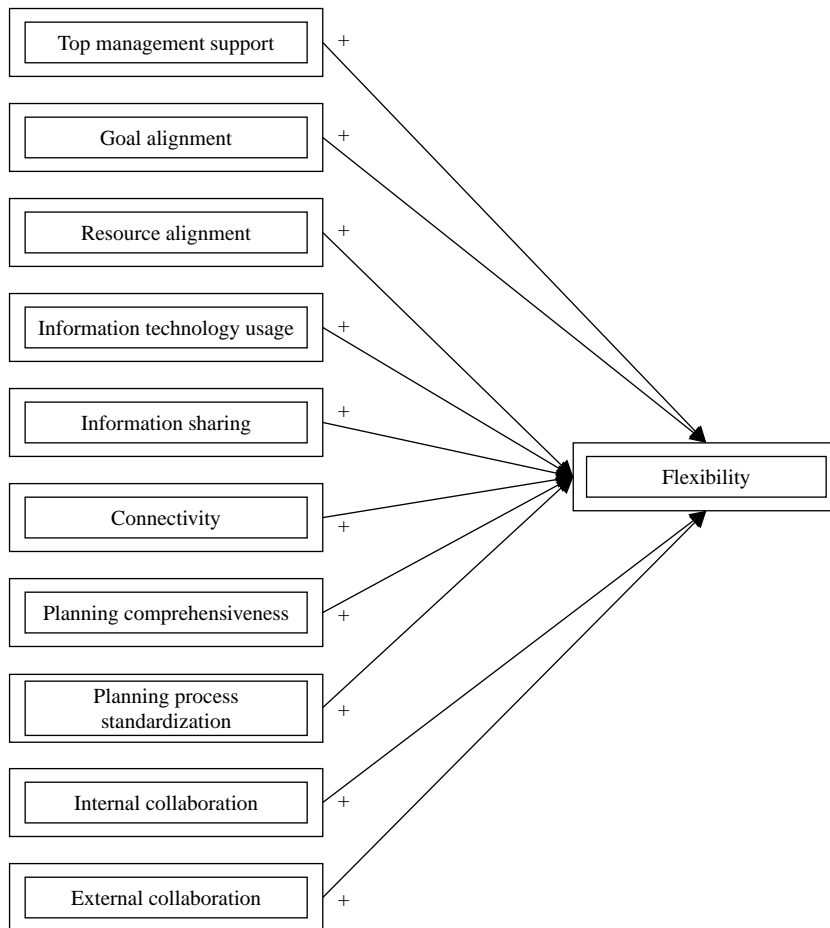 Top management support
+
Goal alignment
+
Resource alignment
+
Information technology usage
+
Information sharing
+
Flexibility
Connectivity
+
Planning comprehensiveness
+
Planning process
standardization
+
Internal collaboration
+
External collaboration
+